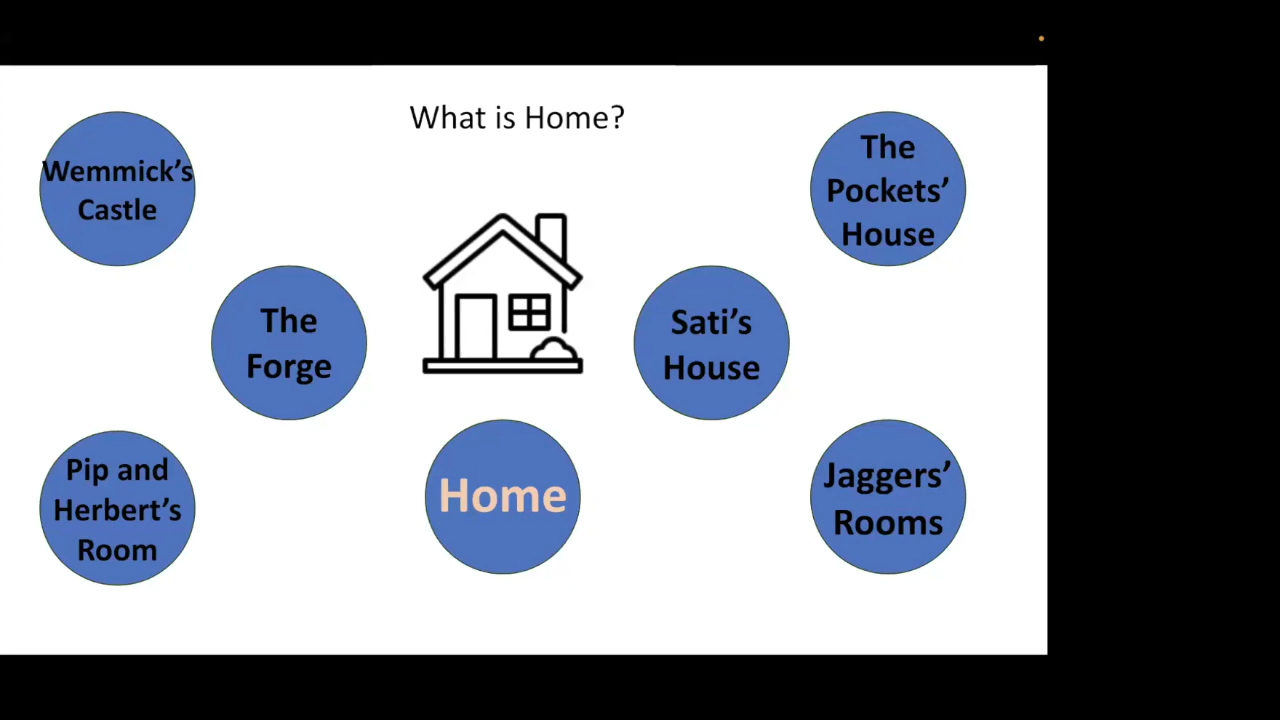 What is Home?
Wemmick's
Castle
The
Pockets'
House
The
Forge
Sati's
House
Pip and
Herbert's
Room
Home
Jaggers'
Rooms